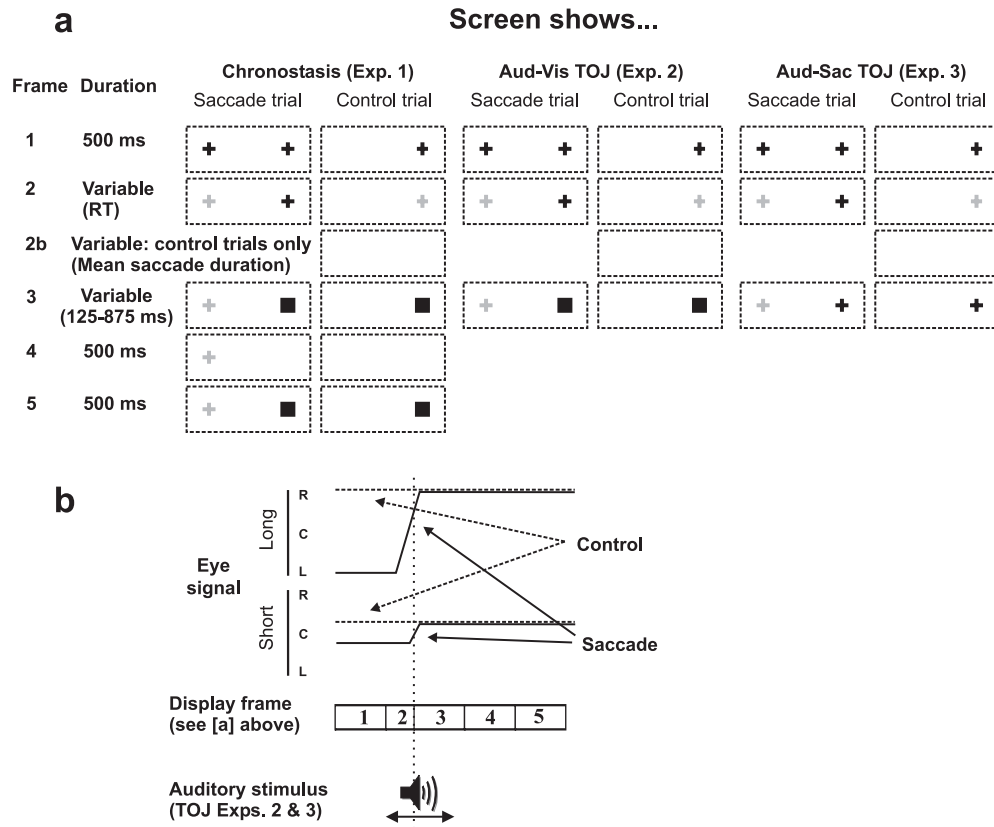 a
Screen shows...
Chronostasis (Exp. 1) Aud-Vis TOJ (Exp. 2) Aud-Sac TOJ (Exp. 3)
Frame Duration
Saccade trial Control trial Saccade trial Control trial Saccade trial Control trial
1 500 ms
2 Variable
(RT)
2b Variable: control trials only
(Mean saccade duration)
3 Variable
(125-875 ms)
4 500 ms
5 500 ms
b
Eye
signal
Long
R
C
L
Short
R
C
L
Control
Saccade
Display frame
(see [a] above)
1 2 3 4 5
Auditory stimulus
(TOJ Exps. 2 & 3)